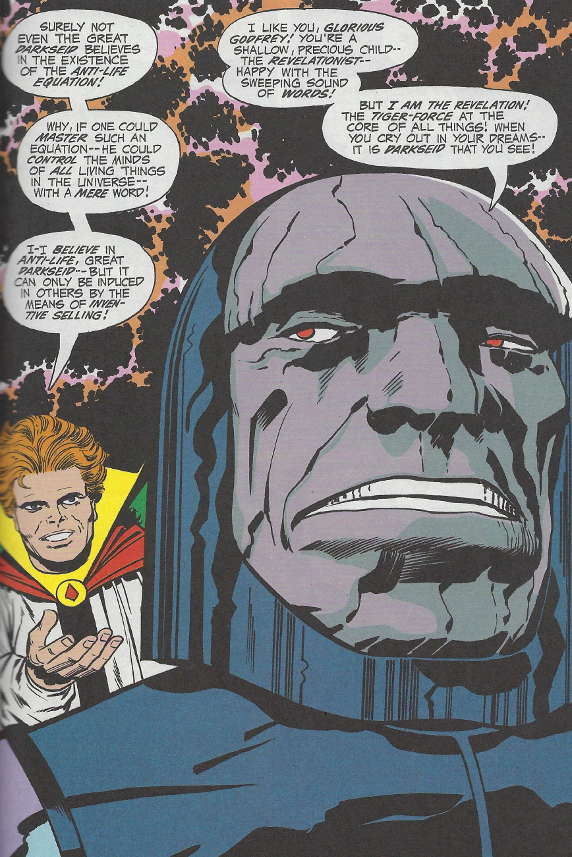 SURELY NOT
EVEN THE GREAT
DARKSEID BELIEVES
IN THE EXISTENCE
OF THE ANTI-LIFE
EQUATION!
WHY, IF ONE COULD
MASTER SUCH AN
EQUATION--HE COULD
CONTROL THE MINDS
OF ALL LIVING THINGS
IN THE UNIVERSE--
WITH A MERE WORD!
I-I BELIEVE IN
ANTI-LIFE, GREAT
DARKSEID--BUT IT
CAN ONLY BE INDUCED
IN OTHERS BY THE
MEANS OF INVEN-
TIVE SELLING!
I LIKE YOU, GLORIOUS
GODFREY! YOU'RE A
SHALLOW, PRECIOUS CHILD--
THE REVELATIONIST--
HAPPY WITH THE
SWEEPING SOUND
OF WORDS!
BUT I AM THE REVELATION!
THE TIGER-FORCE AT THE
CORE OF ALL THINGS! WHEN
YOU CRY OUT IN YOUR DREAMS--
IT IS DARKSEID THAT YOU SEE!